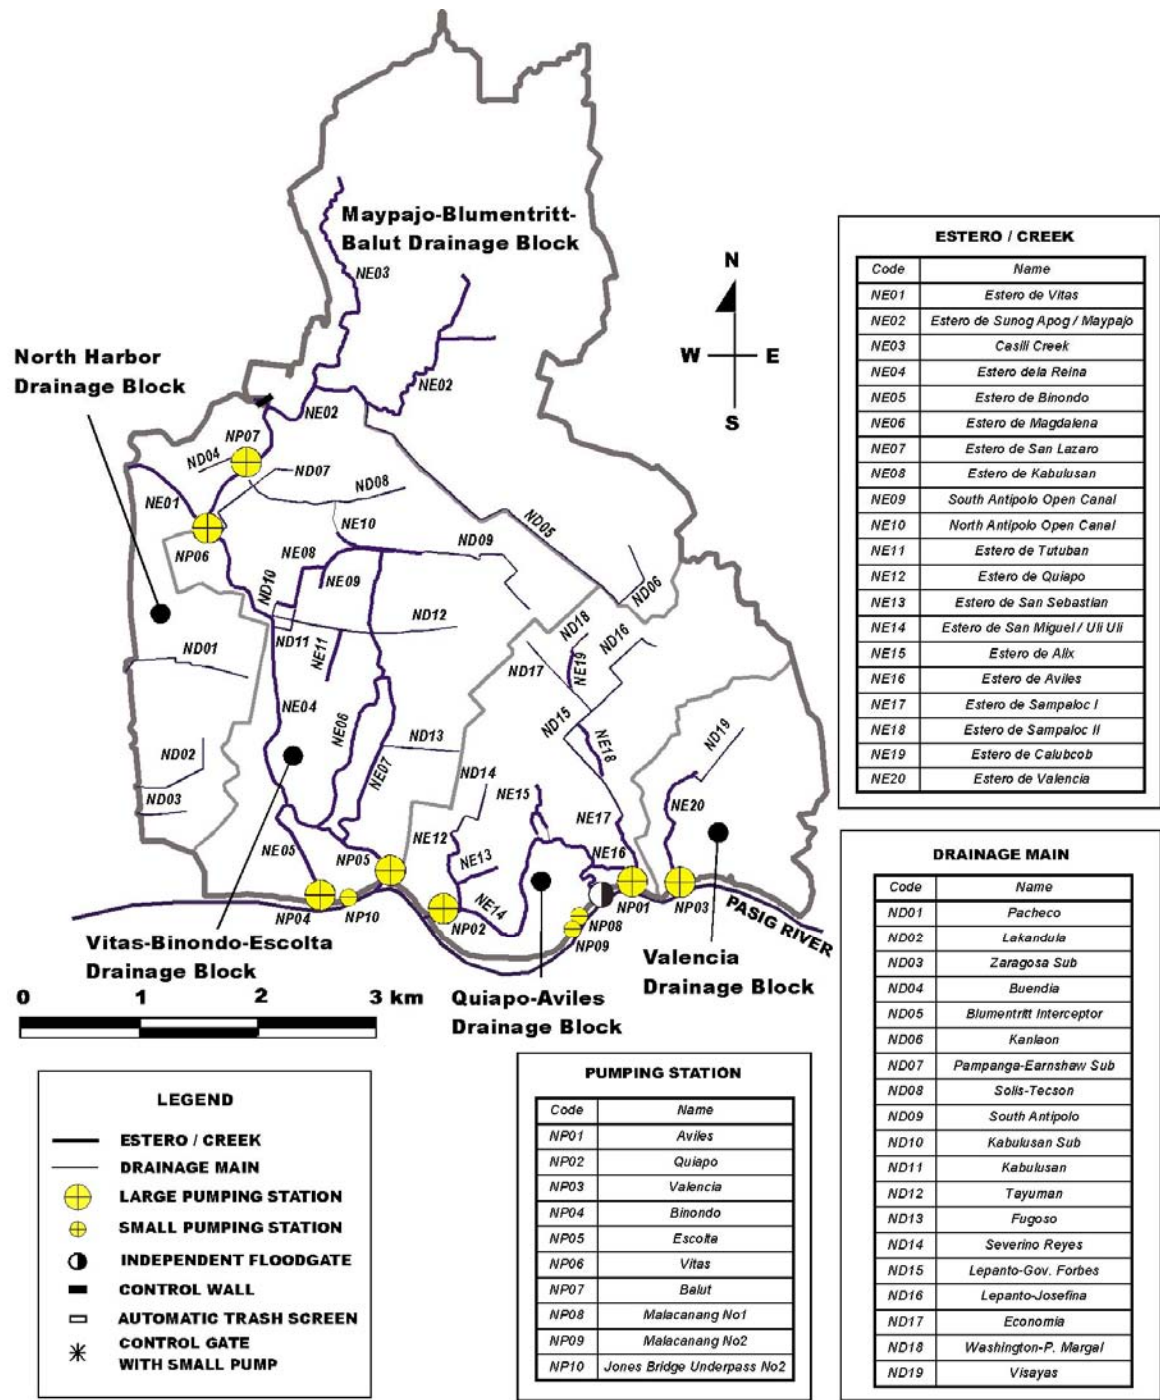 Maypajo-Blumentritt-
Balut Drainage Block
NE03
N
W E
S
North Harbor
Drainage Block
NE02
NE02
NP07
ND04
ND07
ND08
NE01
NE10
ND05
ND09
NP06
NE08
NE09
ND10
ND06
ND12
ND11
NE11
ND18
ND16
ND01
ND17
NE19
NE04
NE06
ND15
ND19
ND02
ND13
NE07
NE18
ND14
ND03
NE15
NE20
NE17
NE05
NP05
NE12
NE13
NE16
NE14
NP04
NP10
NP02
NP08
NP09
NP01
NP03
PASIG RIVER
Vitas-Binondo-Escolta
Drainage Block
Quiapo-Aviles
Drainage Block
Valencia
Drainage Block
0 1 2 3 km
LEGEND
ESTERO / CREEK
DRAINAGE MAIN
LARGE PUMPING STATION
SMALL PUMPING STATION
INDEPENDENT FLOODGATE
CONTROL WALL
AUTOMATIC TRASH SCREEN
CONTROL GATE
WITH SMALL PUMP
PUMPING STATION
Code Name
NP01 Aviles
NP02 Quiapo
NP03 Valencia
NP04 Binondo
NP05 Escolta
NP06 Vitas
NP07 Balut
NP08 Malacanang No1
NP09 Malacanang No2
NP10 Jones Bridge Underpass No2
ESTERO / CREEK
Code Name
NE01 Estero de Vitas
NE02 Estero de Sunog Apog / Maypajo
NE03 Casili Creek
NE04 Estero dela Reina
NE05 Estero de Binondo
NE06 Estero de Magdalena
NE07 Estero de San Lazaro
NE08 Estero de Kabulusan
NE09 South Antipolo Open Canal
NE10 North Antipolo Open Canal
NE11 Estero de Tutuban
NE12 Estero de Quiapo
NE13 Estero de San Sebastian
NE14 Estero de San Miguel / Uli Uli
NE15 Estero de Alix
NE16 Estero de Aviles
NE17 Estero de Sampaloc I
NE18 Estero de Sampaloc II
NE19 Estero de Calubcob
NE20 Estero de Valencia
DRAINAGE MAIN
Code Name
ND01 Pacheco
ND02 Lakandula
ND03 Zaragosa Sub
ND04 Buendia
ND05 Blumentritt Interceptor
ND06 Kanlaon
ND07 Pampanga-Earnshaw Sub
ND08 Solis-Tecson
ND09 South Antipolo
ND10 Kabulusan Sub
ND11 Kabulusan
ND12 Tayuman
ND13 Fugoso
ND14 Severino Reyes
ND15 Lepanto-Gov. Forbes
ND16 Lepanto-Josefina
ND17 Economia
ND18 Washington-P. Margal
ND19 Visayas